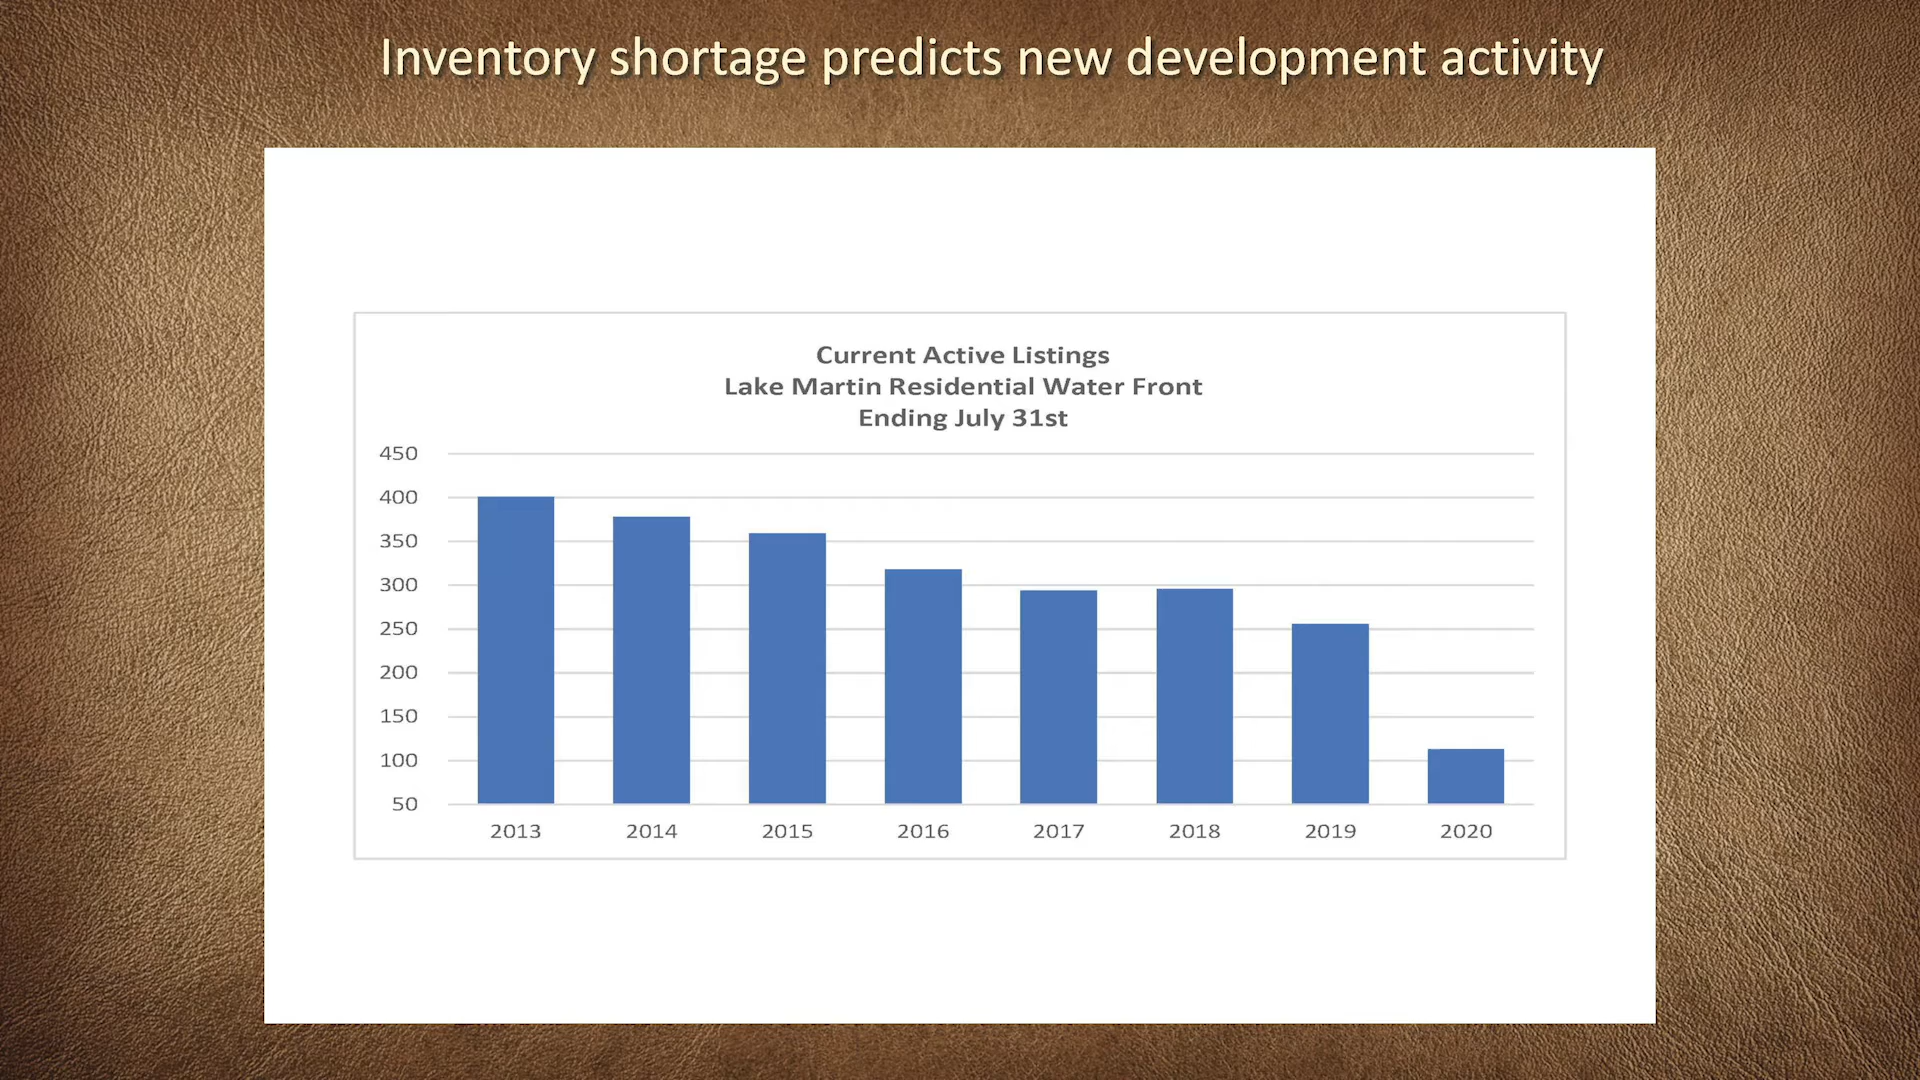 Inventory shortage predicts new development activity
Current Active Listings
Lake Martin Residential Water Front
Ending July 31st
450
400
350
300
250
200
150
100
50
2013 2014 2015 2016 2017 2018 2019 2020